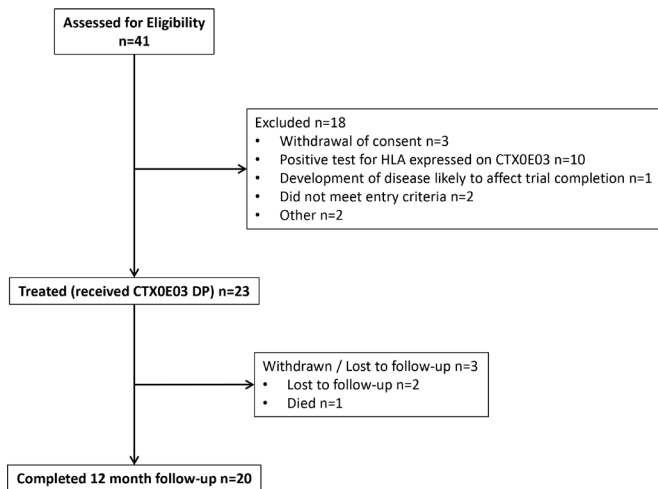 Assessed for Eligibility
n=41
Excluded n=18
• Withdrawal of consent n=3
• Positive test for HLA expressed on CTX0E03 n=10
• Development of disease likely to affect trial completion n=1
• Did not meet entry criteria n=2
• Other n=2
Treated (received CTX0E03 DP) n=23
Withdrawn / Lost to follow-up n=3
• Lost to follow-up n=2
• Died n=1
Completed 12 month follow-up n=20